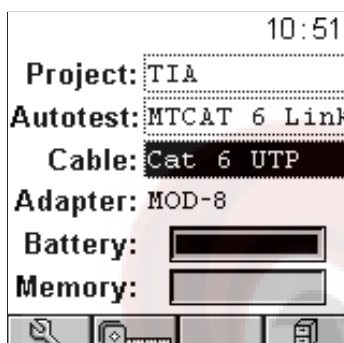 10:51
Project: TIA
Autotest: MTCAT 6 Link
Cable: Cat 6 UTP
Adapter: MOD-8
Battery:
Memory: